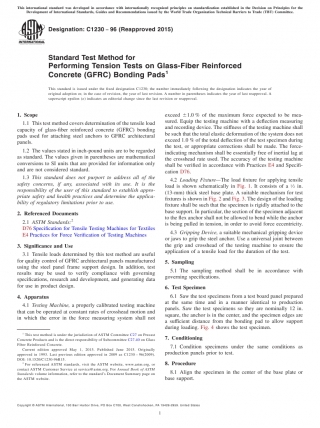 This international standard was developed in accordance with internationally recognized principles on standardization established in the Decision on Principles for the
Development of International Standards, Guides and Recommendations issued by the World Trade Organization Technical Barriers to Trade (TBT) Committee.
Designation: C1230 − 96 (Reapproved 2015)
Standard Test Method for
Performing Tension Tests on Glass-Fiber Reinforced
Concrete (GFRC) Bonding Pads1
This standard is issued under the fixed designation C1230; the number immediately following the designation indicates the year of
original adoption or, in the case of revision, the year of last revision. A number in parentheses indicates the year of last reapproval. A
superscript epsilon (ε) indicates an editorial change since the last revision or reapproval.
1. Scope
1.1 This test method covers determination of the tensile load
capacity of glass-fiber reinforced concrete (GFRC) bonding
pads used for attaching steel anchors to GFRC architectural
panels.
1.2 The values stated in inch-pound units are to be regarded
as standard. The values given in parentheses are mathematical
conversions to SI units that are provided for information only
and are not considered standard.
1.3 This standard does not purport to address all of the
safety concerns, if any, associated with its use. It is the
responsibility of the user of this standard to establish appro-
priate safety and health practices and determine the applica-
bility of regulatory limitations prior to use.
2. Referenced Documents
2.1 ASTM Standards:2
D76 Specification for Tensile Testing Machines for Textiles
E4 Practices for Force Verification of Testing Machines
3. Significance and Use
3.1 Tensile loads determined by this test method are useful
for quality control of GFRC architectural panels manufactured
using the steel panel frame support design. In addition, test
results may be used to verify compliance with governing
specifications, research and development, and generating data
for use in product design.
4. Apparatus
4.1 Testing Machine, a properly calibrated testing machine
that can be operated at constant rates of crosshead motion and
in which the error in the force measuring system shall not
exceed ±1.0 % of the maximum force expected to be mea-
sured. Equip the testing machine with a deflection measuring
and recording device. The stiffness of the testing machine shall
be such that the total elastic deformation of the system does not
exceed 1.0 % of the total deflection of the test specimen during
the test, or appropriate corrections shall be made. The force-
indicating mechanism shall be essentially free of inertial lag at
the crosshead rate used. The accuracy of the testing machine
shall be verified in accordance with Practices E4 and Specifi-
cation D76.
4.2 Loading Fixture—The load fixture for applying tensile
load is shown schematically in Fig. 1. It consists of a ½ in.
(13-mm) thick steel base plate. A suitable mechanism for test
fixtures is shown in Fig. 2 and Fig. 3. The design of the loading
fixture shall be such that the specimen is rigidly attached to the
base support. In particular, the section of the specimen adjacent
to the flex anchor shall not be allowed to bend while the anchor
is being pulled in tension, in order to avoid force eccentricity.
4.3 Gripping Device, a suitable mechanical gripping device
or jaws to grip the steel anchor. Use a universal joint between
the grip and crosshead of the testing machine to ensure the
application of a tensile load for the duration of the test.
5. Sampling
5.1 The sampling method shall be in accordance with
governing specifications.
6. Test Specimen
6.1 Saw the test specimens from a test board panel prepared
at the same time and in a manner identical to production
panels. Saw the test specimens so they are nominally 12 in.
square, the anchor is in the center, and the specimen edges are
a sufficient distance from the bonding pad to allow support
during loading. Fig. 4 shows the test specimen.
7. Conditioning
7.1 Condition specimens under the same conditions as
production panels prior to test.
8. Procedure
8.1 Align the specimen in the center of the base plate or
base support.
1 This test method is under the jurisdiction of ASTM Committee C27 on Precast
Concrete Products and is the direct responsibility of Subcommittee C27.40 on Glass
Fiber Reinforced Concrete.
Current edition approved May 1, 2015. Published June 2015. Originally
approved in 1993. Last previous edition approved in 2009 as C1230 – 96(2009).
DOI: 10.1520/C1230-96R15.
2 For referenced ASTM standards, visit the ASTM website, www.astm.org, or
contact ASTM Customer Service at service@astm.org. For Annual Book of ASTM
Standards volume information, refer to the standard's Document Summary page on
the ASTM website.
Copyright © ASTM International, 100 Barr Harbor Drive, PO Box C700, West Conshohocken, PA 19428-2959. United States
1